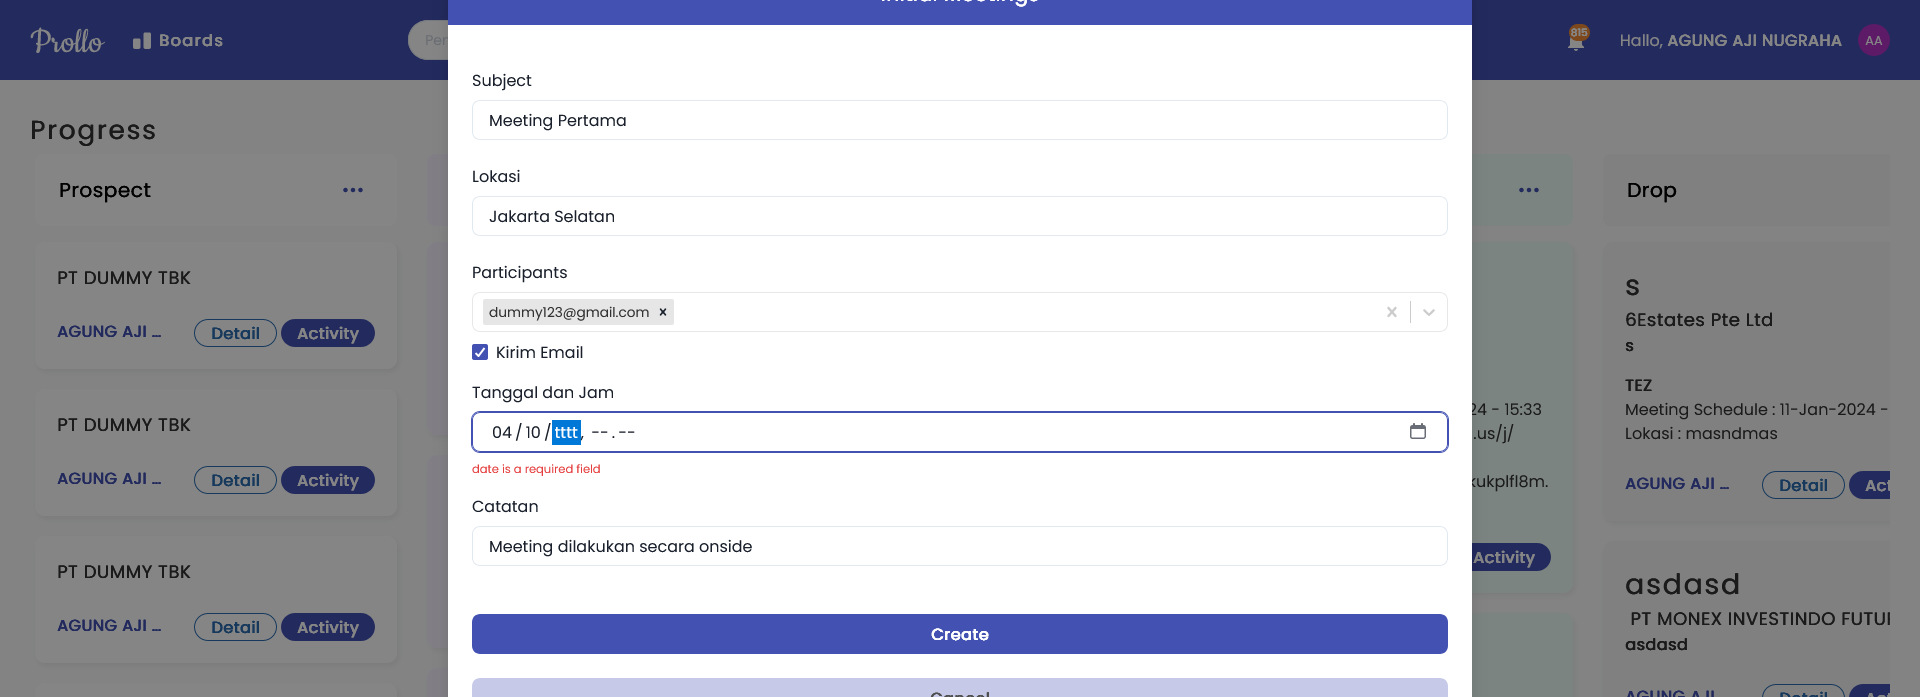 Initial Meetings
Prollo
Boards
Per
815
Hallo, AGUNG AJI NUGRAHA
AA
Progress
Prospect
PT DUMMY TBK
AGUNG AJI _
Detail
Activity
PT DUMMY TBK
AGUNG AJI _
Detail
Activity
PT DUMMY TBK
AGUNG AJI _
Detail
Activity
Subject
Meeting Pertama
Lokasi
Jakarta Selatan
Participants
dummy123@gmail.com
Kirim Email
Tanggal dan Jam
04/10/tttt, --.--
date is a required field
Catatan
Meeting dilakukan secara onside
Create
Cancel
24 - 15:33
.us/j/
kukplfl8m.
Activity
Drop
S
6Estates Pte Ltd
s
TEZ
Meeting Schedule : 11-Jan-2024 -
Lokasi : masndmas
AGUNG AJI _
Detail
Act
asdasd
PT MONEX INVESTINDO FUTU
asdasd
AGUNG AJI
Detail
Act